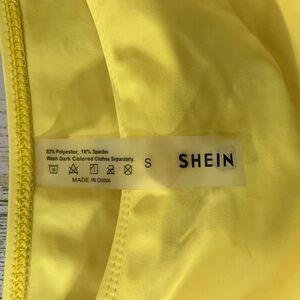 82% Polyester, 18% Spandex
Wash Dark Colored Clothes Separately.
S SHEIN
MADE IN CHINA